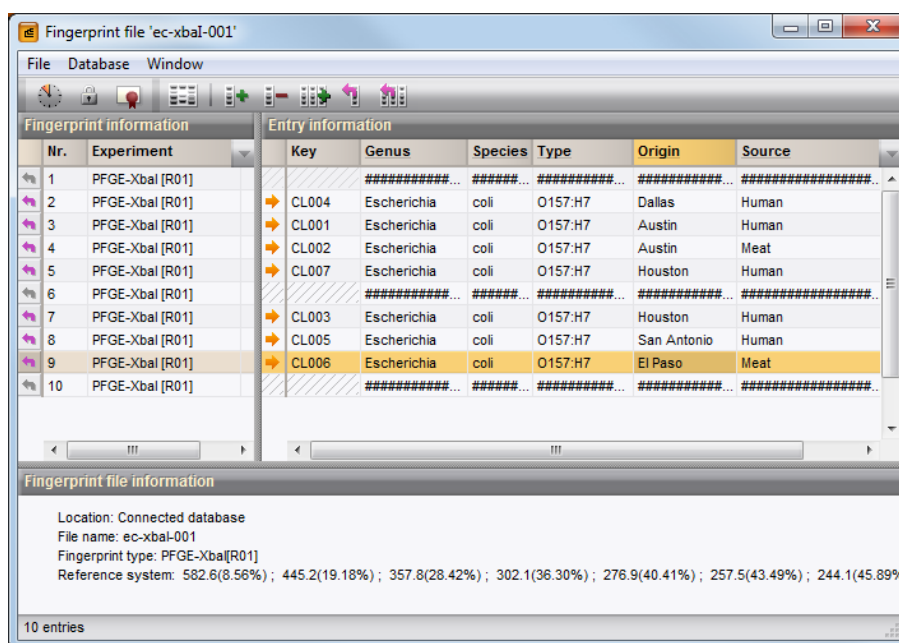 Fingerprint file 'ec-xbaI-001'
File Database Window
Fingerprint information
Entry information
Nr. Experiment Key Genus Species Type Origin Source
1 PFGE-XbaI [R01] ###########... ######... ##########... ###########... #################...
2 PFGE-XbaI [R01] CL004 Escherichia coli O157:H7 Dallas Human
3 PFGE-XbaI [R01] CL001 Escherichia coli O157:H7 Austin Human
4 PFGE-XbaI [R01] CL002 Escherichia coli O157:H7 Austin Meat
5 PFGE-XbaI [R01] CL007 Escherichia coli O157:H7 Houston Human
6 PFGE-XbaI [R01] ###########... ######... ##########... ###########... #################...
7 PFGE-XbaI [R01] CL003 Escherichia coli O157:H7 Houston Human
8 PFGE-XbaI [R01] CL005 Escherichia coli O157:H7 San Antonio Human
9 PFGE-XbaI [R01] CL006 Escherichia coli O157:H7 El Paso Meat
10 PFGE-XbaI [R01] ###########... ######... ##########... ###########... #################...
Fingerprint file information
Location: Connected database
File name: ec-xbaI-001
Fingerprint type: PFGE-XbaI[R01]
Reference system: 582.6(8.56%) ; 445.2(19.18%) ; 357.8(28.42%) ; 302.1(36.30%) ; 276.9(40.41%) ; 257.5(43.49%) ; 244.1(45.89%
10 entries